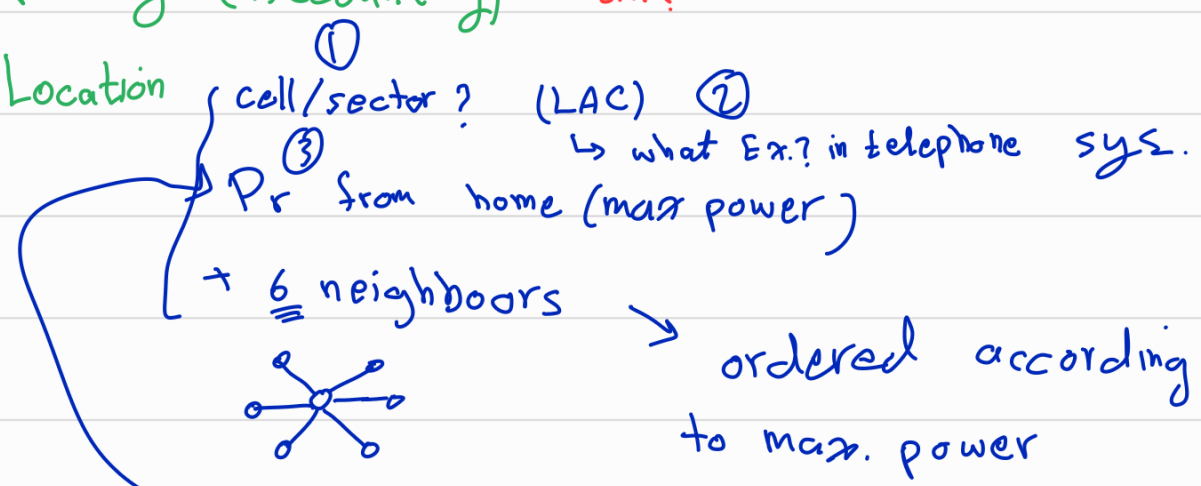 Location
①
cell/sector ? (LAC) ②
↳ what Ex.? in telephone sys.
③
Pr from home (max power)
+ 6 neighboors → ordered according
to max. power